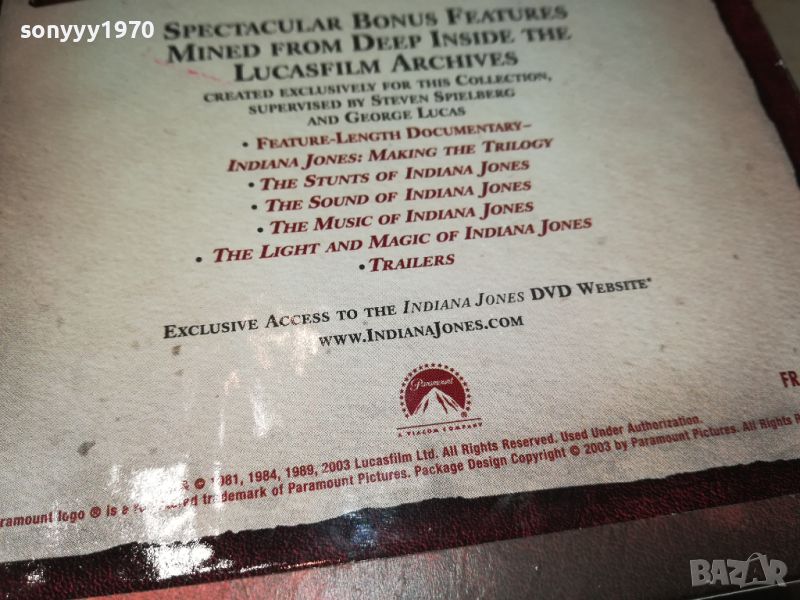 sonyyy1970
SPECTACULAR BONUS FEATURES
MINED FROM DEEP INSIDE THE
LUCASFILM ARCHIVES
CREATED EXCLUSIVELY FOR THIS COLLECTION,
SUPERVISED BY STEVEN SPIELBERG
AND GEORGE LUCAS
• FEATURE-LENGTH DOCUMENTARY–
INDIANA JONES: MAKING THE TRILOGY
• THE STUNTS OF INDIANA JONES
• THE SOUND OF INDIANA JONES
• THE MUSIC OF INDIANA JONES
• THE LIGHT AND MAGIC OF INDIANA JONES
• TRAILERS
EXCLUSIVE ACCESS TO THE INDIANA JONES DVD WEBSITE*
WWW.INDIANAJONES.COM
Paramount
A VIACOM COMPANY
FR
& © 1981, 1984, 1989, 2003 Lucasfilm Ltd. All Rights Reserved. Used Under Authorization.
logo ® is a trademark of Paramount Pictures. Package Design Copyright © 2003 by Paramount Pictures. All Rights
BAZAR